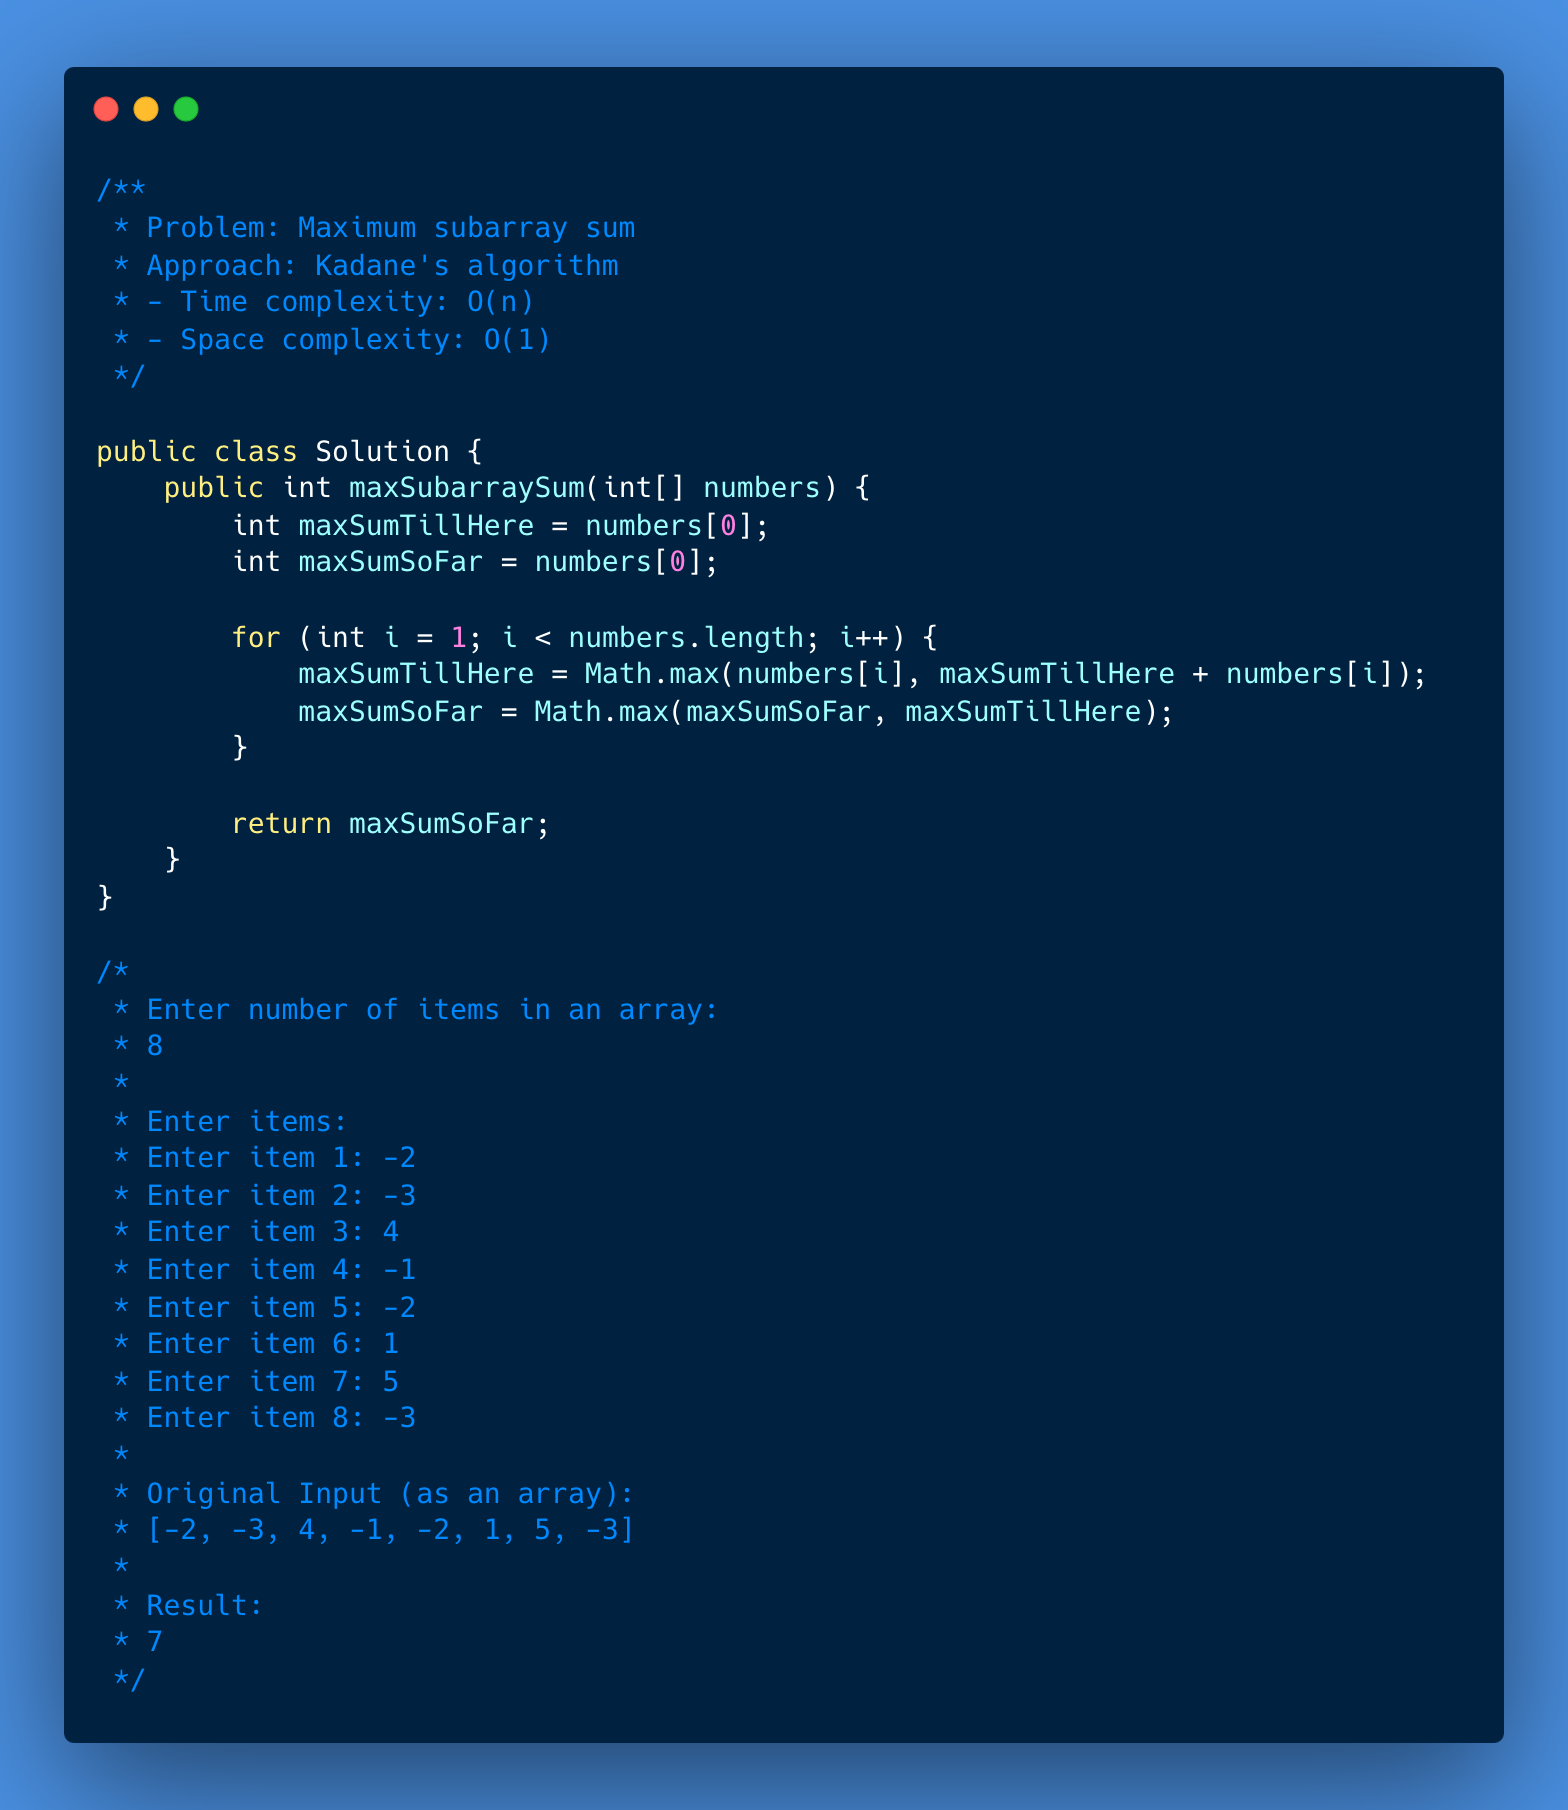 /**
 * Problem: Maximum subarray sum
 * Approach: Kadane's algorithm
 * - Time complexity: O(n)
 * - Space complexity: O(1)
 */

public class Solution {
    public int maxSubarraySum(int[] numbers) {
        int maxSumTillHere = numbers[0];
        int maxSumSoFar = numbers[0];

        for (int i = 1; i < numbers.length; i++) {
            maxSumTillHere = Math.max(numbers[i], maxSumTillHere + numbers[i]);
            maxSumSoFar = Math.max(maxSumSoFar, maxSumTillHere);
        }

        return maxSumSoFar;
    }
}

/*
 * Enter number of items in an array:
 * 8
 *
 * Enter items:
 * Enter item 1: -2
 * Enter item 2: -3
 * Enter item 3: 4
 * Enter item 4: -1
 * Enter item 5: -2
 * Enter item 6: 1
 * Enter item 7: 5
 * Enter item 8: -3
 *
 * Original Input (as an array):
 * [-2, -3, 4, -1, -2, 1, 5, -3]
 *
 * Result:
 * 7
 */